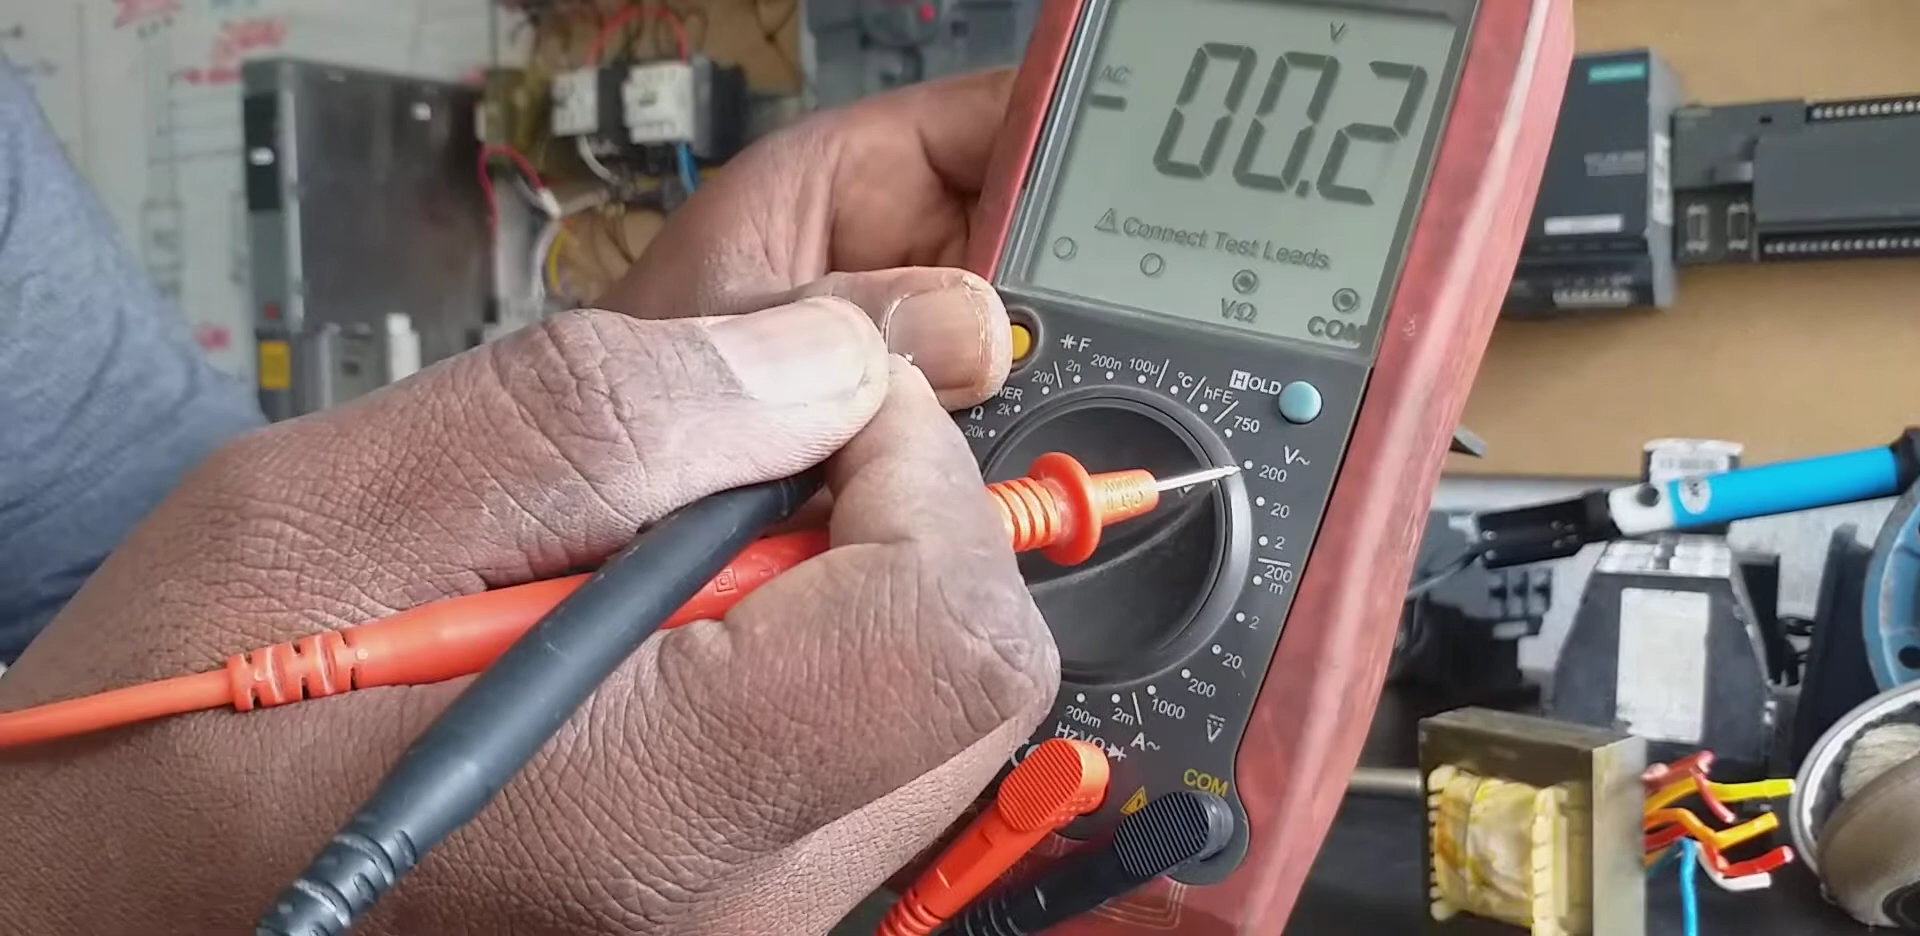 V
AC
- 00.2
⚠ Connect Test Leads
VΩ
COM
F
HOLD
200
2n
200n
100µ
°C
hFE
750
V~
200
20
2
200
m
2
20
200
1000
V
Ω
2k
20k
200m
2m
A~
HzVΩ
COM